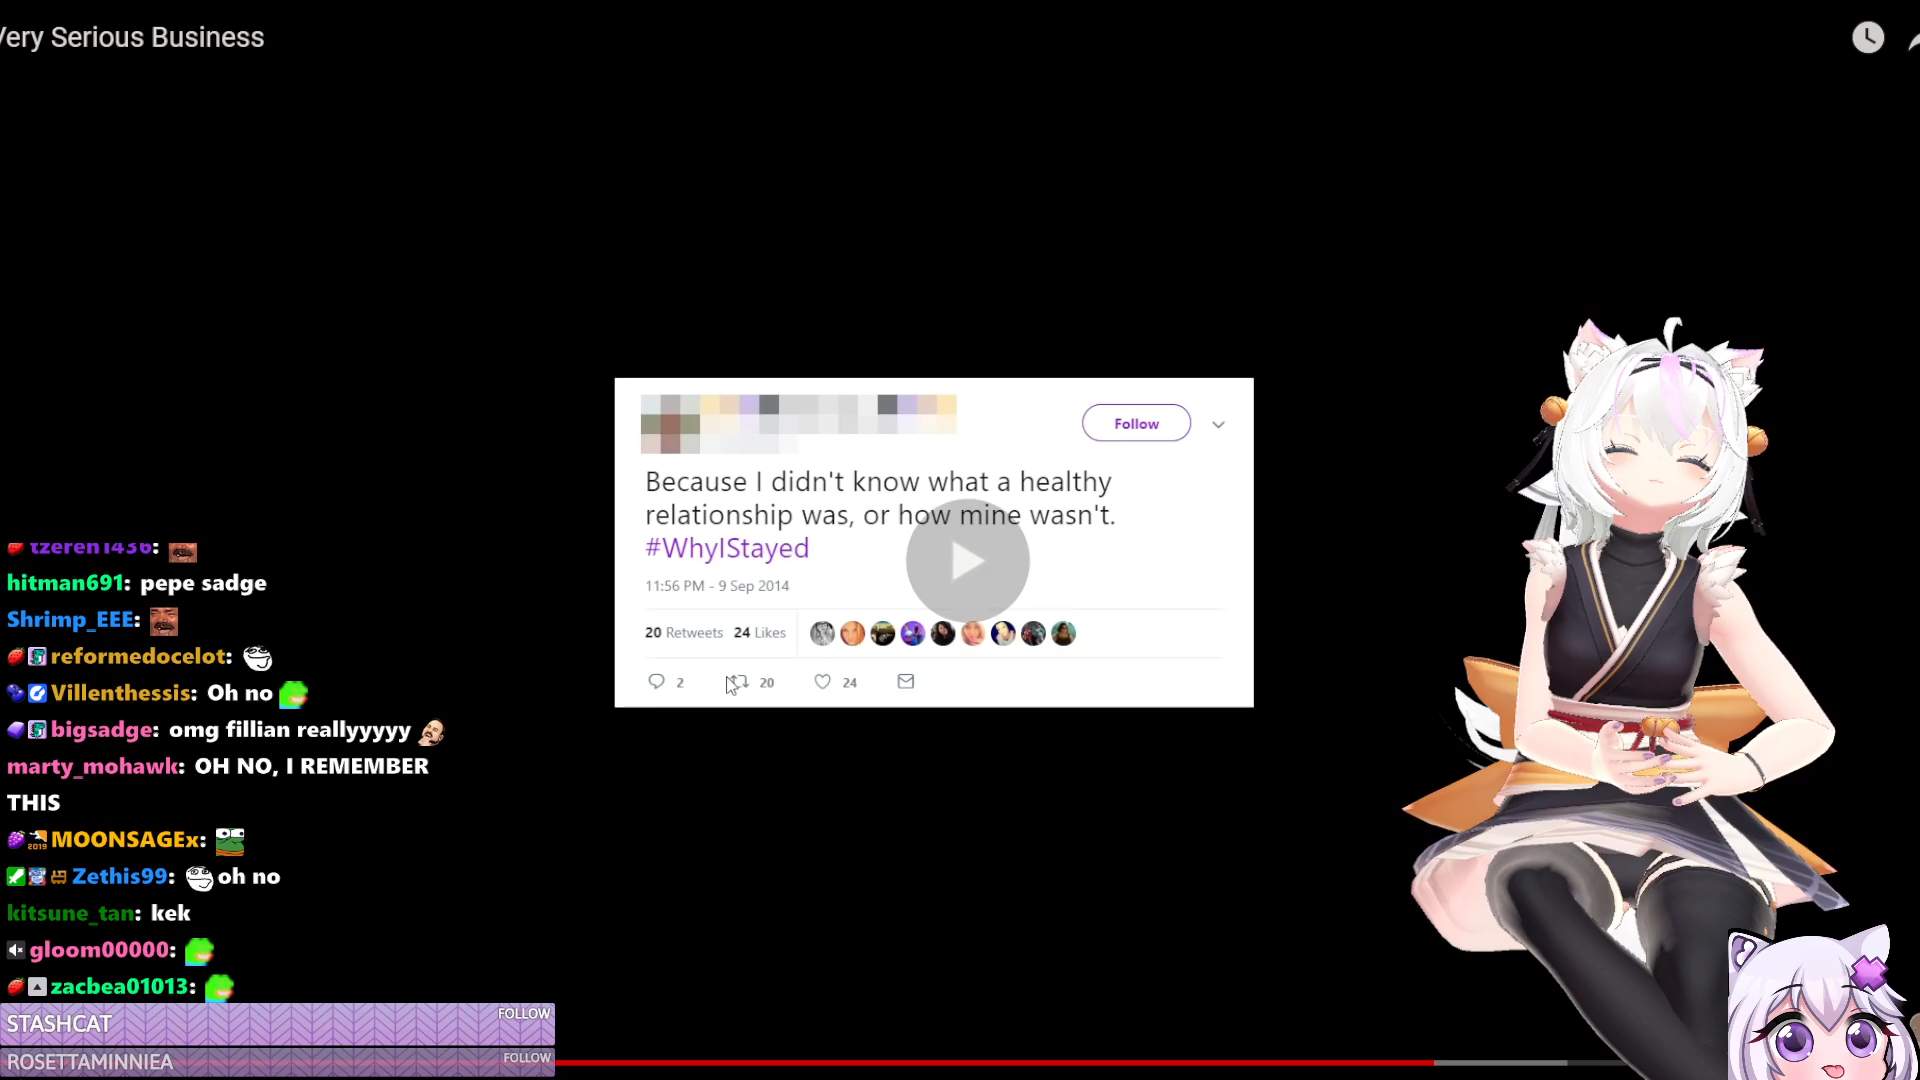 Very Serious Business
Follow
Because I didn't know what a healthy
relationship was, or how mine wasn't.
#WhyIStayed
11:56 PM - 9 Sep 2014
20 Retweets 24 Likes
2 20 24
tzeren1436:
hitman691: pepe sadge
Shrimp_EEE:
reformedocelot:
Villenthessis: Oh no
bigsadge: omg fillian reallyyyyy
marty_mohawk: OH NO, I REMEMBER
THIS
MOONSAGEx:
Zethis99: oh no
kitsune_tan: kek
gloom00000:
zacbea01013:
STASHCAT FOLLOW
ROSETTAMINNIEA FOLLOW